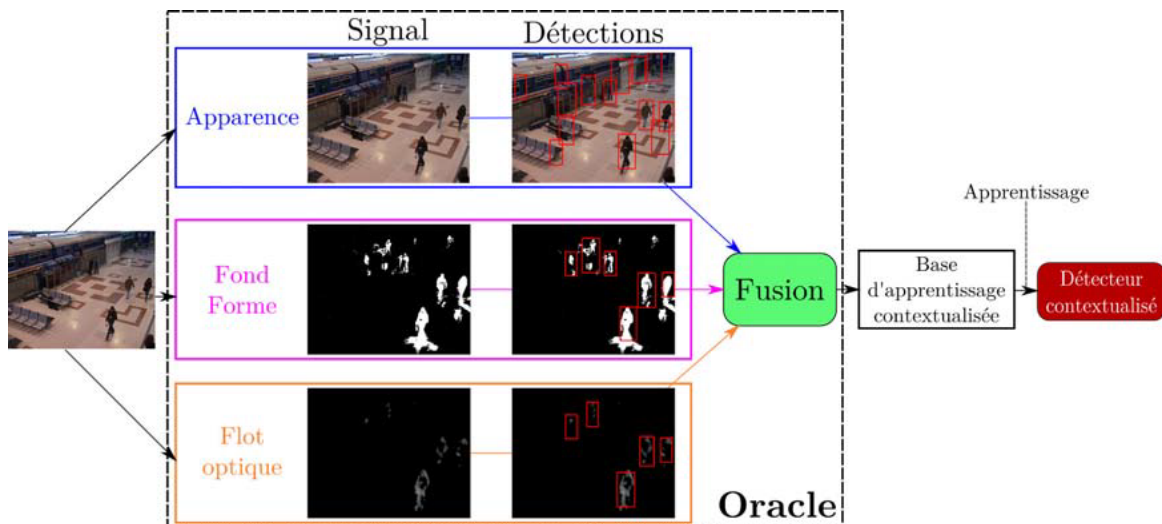 Signal
Détections
Apparence
Fond
Forme
Flot
optique
Fusion
Oracle
Base
d'apprentissage
contextualisée
Apprentissage
Détecteur
contextualisé